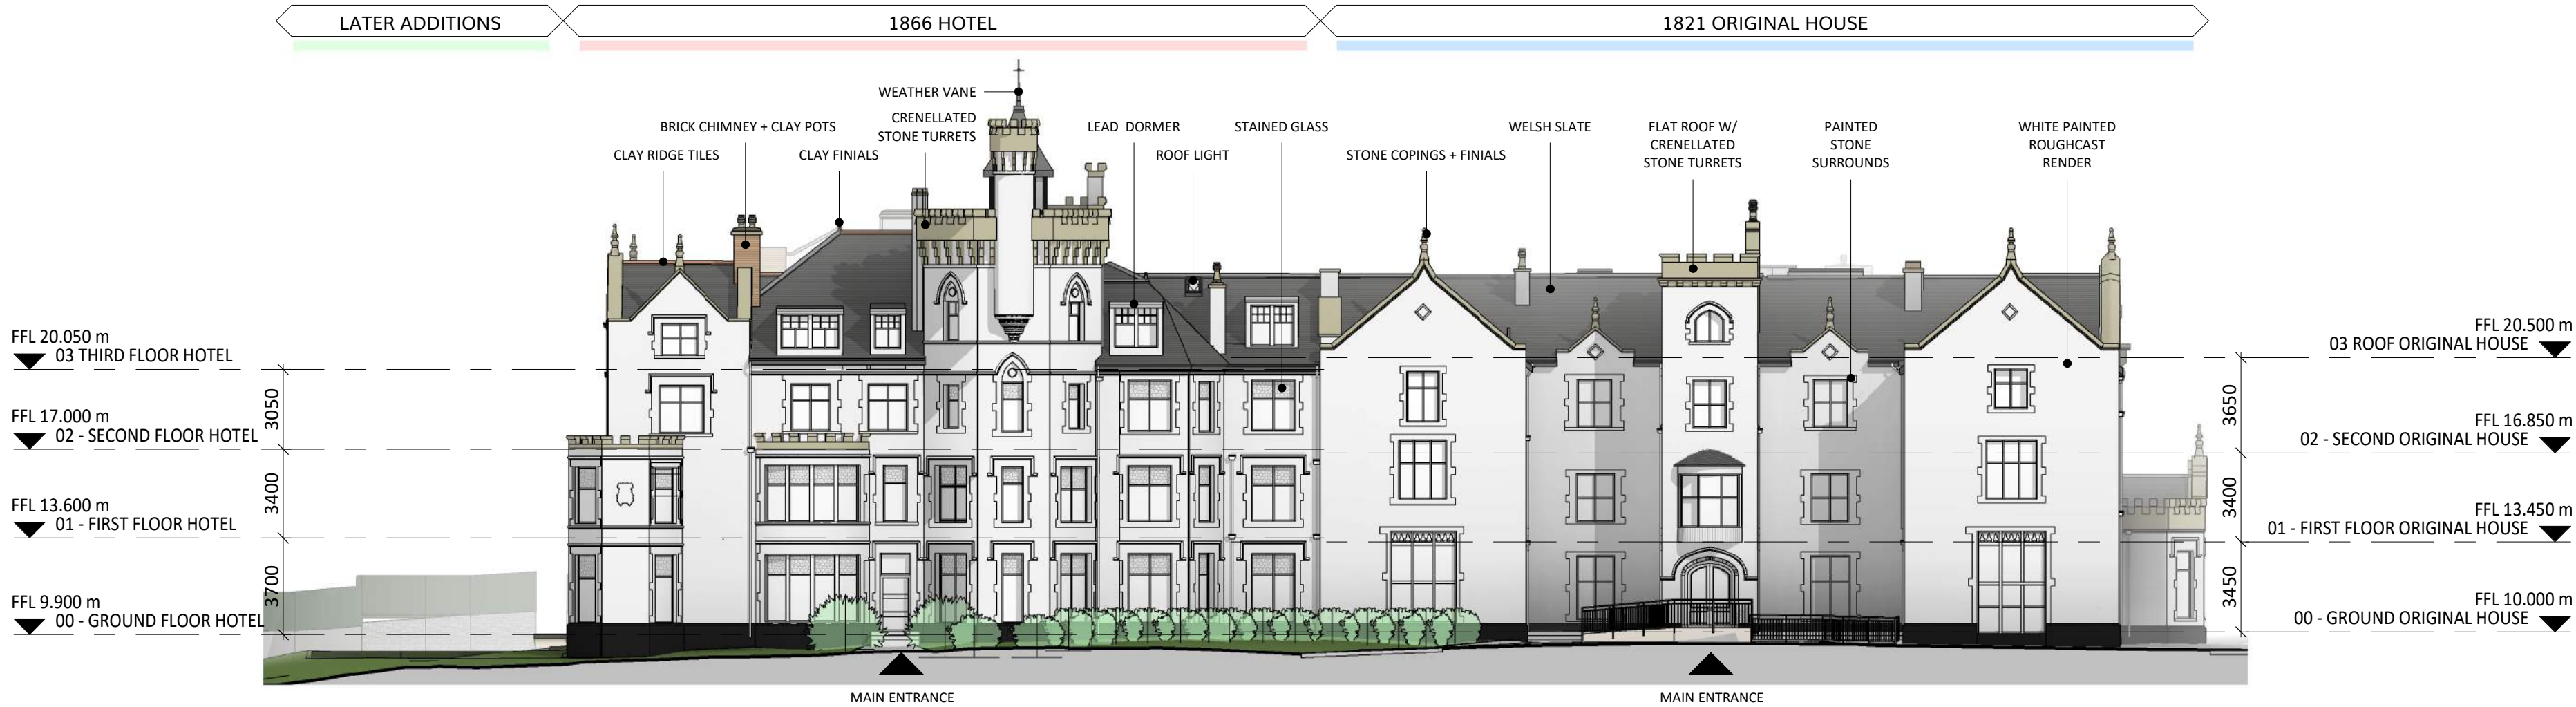 LATER ADDITIONS
1866 HOTEL
1821 ORIGINAL HOUSE
WEATHER VANE
CRENELLATED
STONE TURRETS
BRICK CHIMNEY + CLAY POTS
CLAY RIDGE TILES
CLAY FINIALS
LEAD DORMER
ROOF LIGHT
STAINED GLASS
STONE COPINGS + FINIALS
WELSH SLATE
FLAT ROOF W/
CRENELLATED
STONE TURRETS
PAINTED
STONE
SURROUNDS
WHITE PAINTED
ROUGHCAST
RENDER
FFL 20.050 m
03 THIRD FLOOR HOTEL
3050
FFL 17.000 m
02 - SECOND FLOOR HOTEL
3400
FFL 13.600 m
01 - FIRST FLOOR HOTEL
3700
FFL 9.900 m
00 - GROUND FLOOR HOTEL
FFL 20.500 m
03 ROOF ORIGINAL HOUSE
3650
FFL 16.850 m
02 - SECOND ORIGINAL HOUSE
3400
FFL 13.450 m
01 - FIRST FLOOR ORIGINAL HOUSE
3450
FFL 10.000 m
00 - GROUND ORIGINAL HOUSE
MAIN ENTRANCE
MAIN ENTRANCE